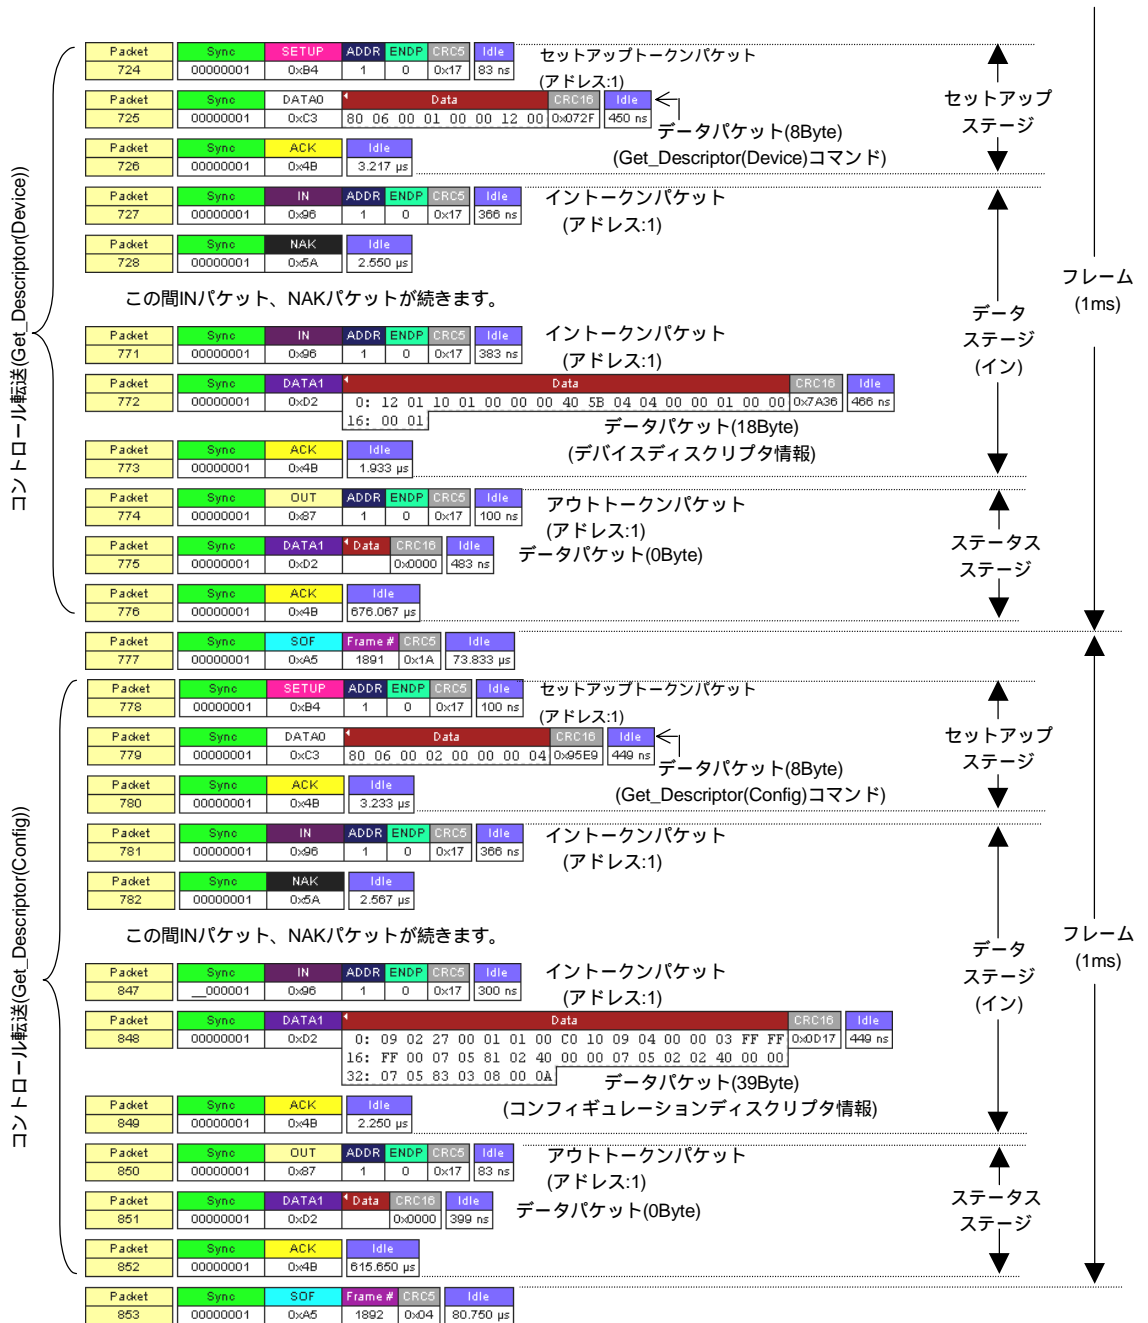 コントロール転送(Get_Descriptor(Device))
Packet Sync SETUP ADDR ENDP CRC5 Idle
724 00000001 0xB4 1 0 0x17 83 ns
セットアップトークンパケット
(アドレス:1)
Packet Sync DATA0 Data CRC16 Idle
725 00000001 0xC3 80 06 00 01 00 00 12 00 0x072F 450 ns
データパケット(8Byte)
(Get_Descriptor(Device)コマンド)
Packet Sync ACK Idle
726 00000001 0x4B 3.217 µs
セットアップ
ステージ
Packet Sync IN ADDR ENDP CRC5 Idle
727 00000001 0x96 1 0 0x17 366 ns
イントークンパケット
(アドレス:1)
Packet Sync NAK Idle
728 00000001 0x5A 2.550 µs
この間INパケット、NAKパケットが続きます。
Packet Sync IN ADDR ENDP CRC5 Idle
771 00000001 0x96 1 0 0x17 383 ns
イントークンパケット
(アドレス:1)
Packet Sync DATA1 Data CRC16 Idle
772 00000001 0xD2 0: 12 01 10 01 00 00 00 40 5B 04 04 00 00 01 00 00 0x7A36 466 ns
16: 00 01
データパケット(18Byte)
(デバイスディスクリプタ情報)
Packet Sync ACK Idle
773 00000001 0x4B 1.933 µs
データ
ステージ
(イン)
フレーム
(1ms)
Packet Sync OUT ADDR ENDP CRC5 Idle
774 00000001 0x87 1 0 0x17 100 ns
アウトトークンパケット
(アドレス:1)
Packet Sync DATA1 Data CRC16 Idle
775 00000001 0xD2 0x0000 483 ns
データパケット(0Byte)
Packet Sync ACK Idle
776 00000001 0x4B 676.067 µs
ステータス
ステージ
Packet Sync SOF Frame # CRC5 Idle
777 00000001 0xA5 1891 0x1A 73.833 µs
コントロール転送(Get_Descriptor(Config))
Packet Sync SETUP ADDR ENDP CRC5 Idle
778 00000001 0xB4 1 0 0x17 100 ns
セットアップトークンパケット
(アドレス:1)
Packet Sync DATA0 Data CRC16 Idle
779 00000001 0xC3 80 06 00 02 00 00 00 04 0x95E9 449 ns
データパケット(8Byte)
(Get_Descriptor(Config)コマンド)
Packet Sync ACK Idle
780 00000001 0x4B 3.233 µs
セットアップ
ステージ
Packet Sync IN ADDR ENDP CRC5 Idle
781 00000001 0x96 1 0 0x17 366 ns
イントークンパケット
(アドレス:1)
Packet Sync NAK Idle
782 00000001 0x5A 2.567 µs
この間INパケット、NAKパケットが続きます。
Packet Sync IN ADDR ENDP CRC5 Idle
847 __000001 0x96 1 0 0x17 300 ns
イントークンパケット
(アドレス:1)
Packet Sync DATA1 Data CRC16 Idle
848 00000001 0xD2 0: 09 02 27 00 01 01 00 C0 10 09 04 00 00 03 FF FF 0x0D17 449 ns
16: FF 00 07 05 81 02 40 00 00 07 05 02 02 40 00 00
32: 07 05 83 03 08 00 0A
データパケット(39Byte)
(コンフィギュレーションディスクリプタ情報)
Packet Sync ACK Idle
849 00000001 0x4B 2.250 µs
データ
ステージ
(イン)
フレーム
(1ms)
Packet Sync OUT ADDR ENDP CRC5 Idle
850 00000001 0x87 1 0 0x17 83 ns
アウトトークンパケット
(アドレス:1)
Packet Sync DATA1 Data CRC16 Idle
851 00000001 0xD2 0x0000 399 ns
データパケット(0Byte)
Packet Sync ACK Idle
852 00000001 0x4B 615.650 µs
ステータス
ステージ
Packet Sync SOF Frame # CRC5 Idle
853 00000001 0xA5 1892 0x04 80.750 µs